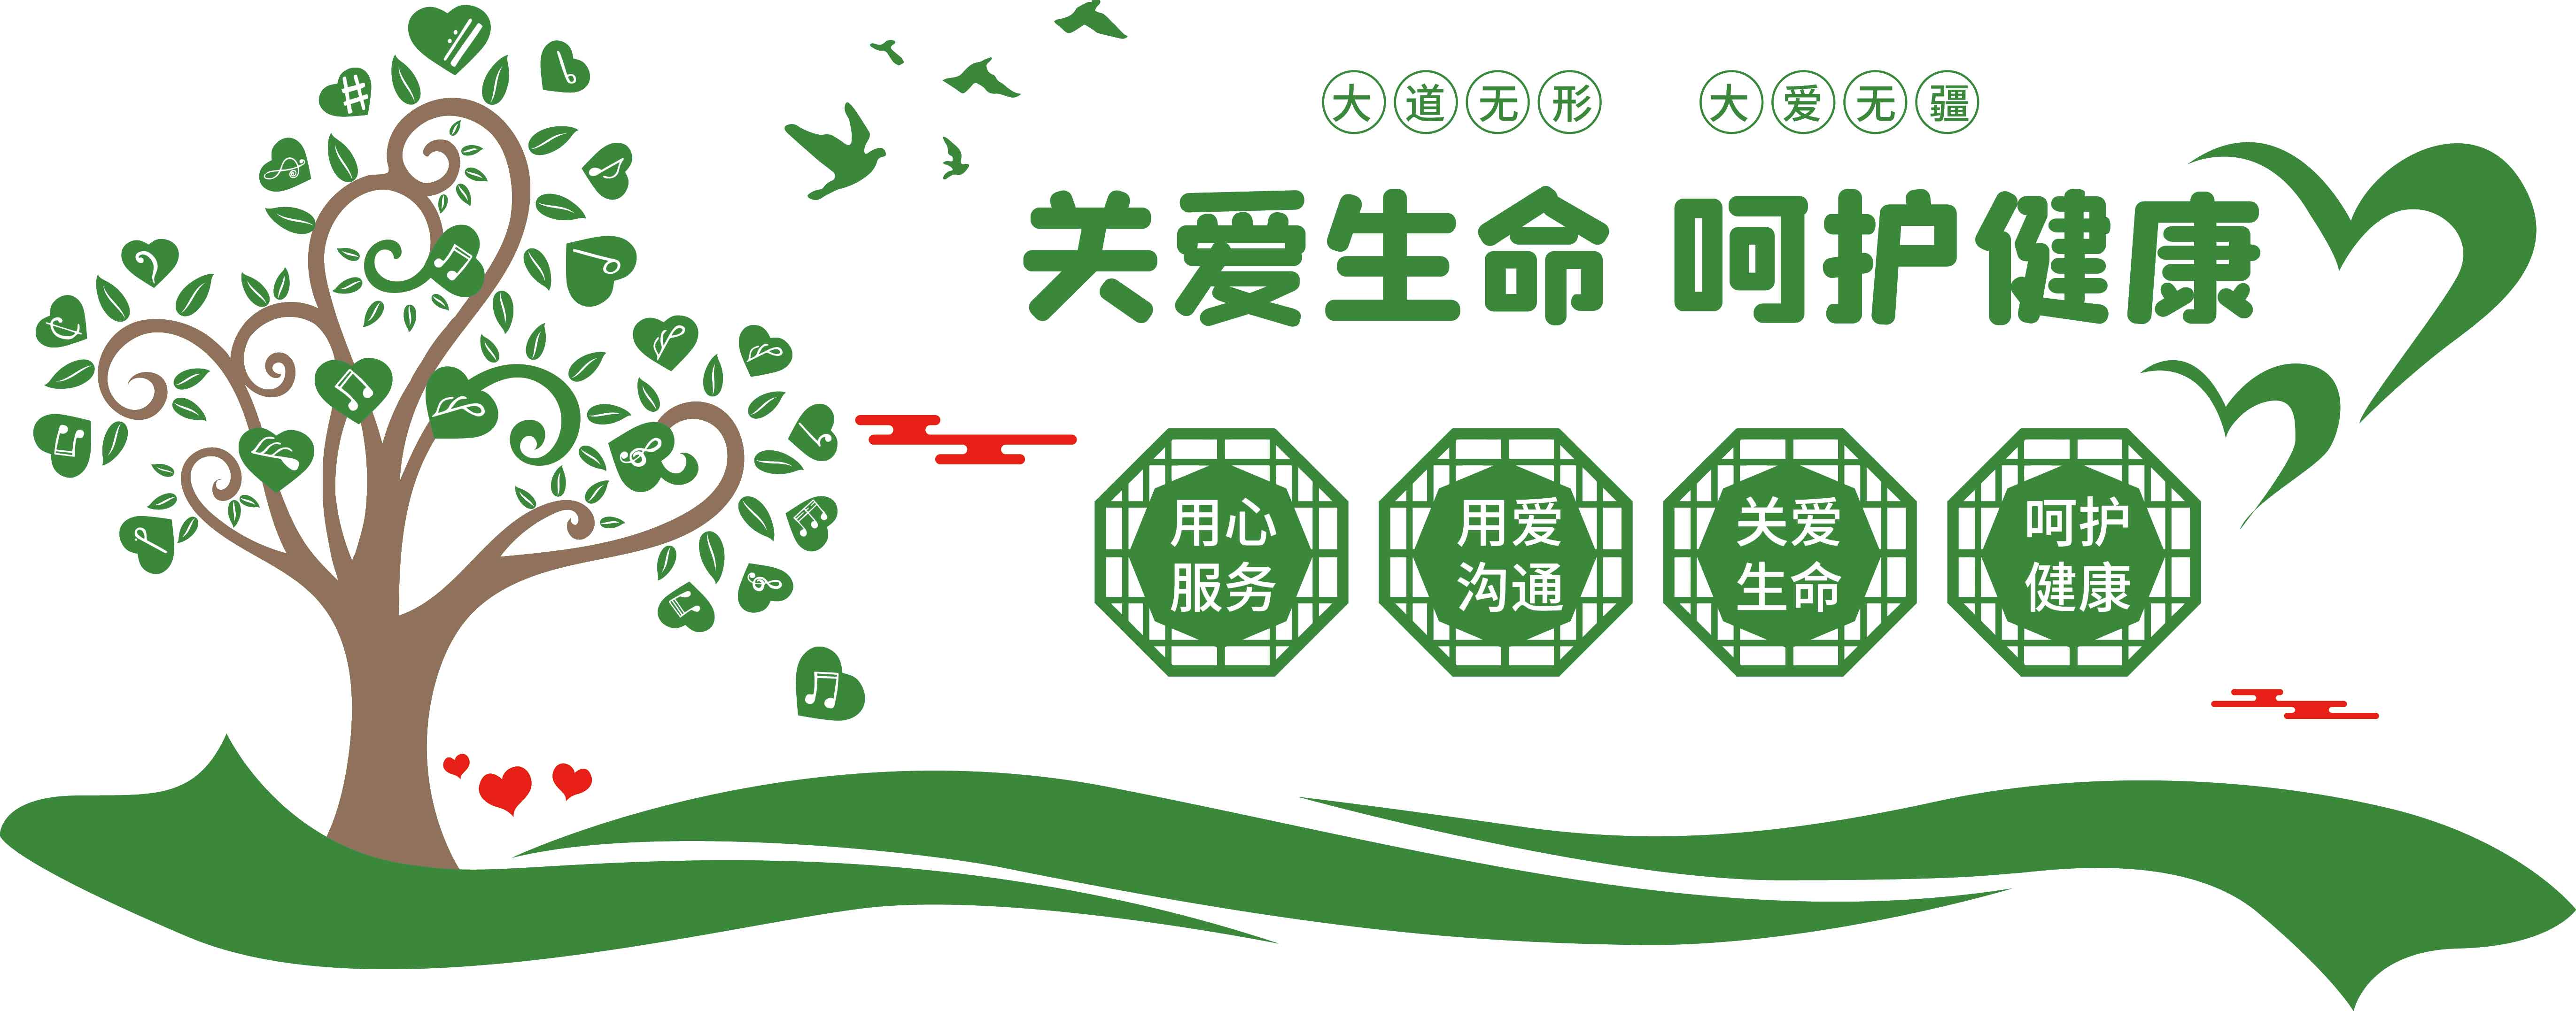 大道无形 大爱无疆
关爱生命 呵护健康
用心
服务
用爱
沟通
关爱
生命
呵护
健康